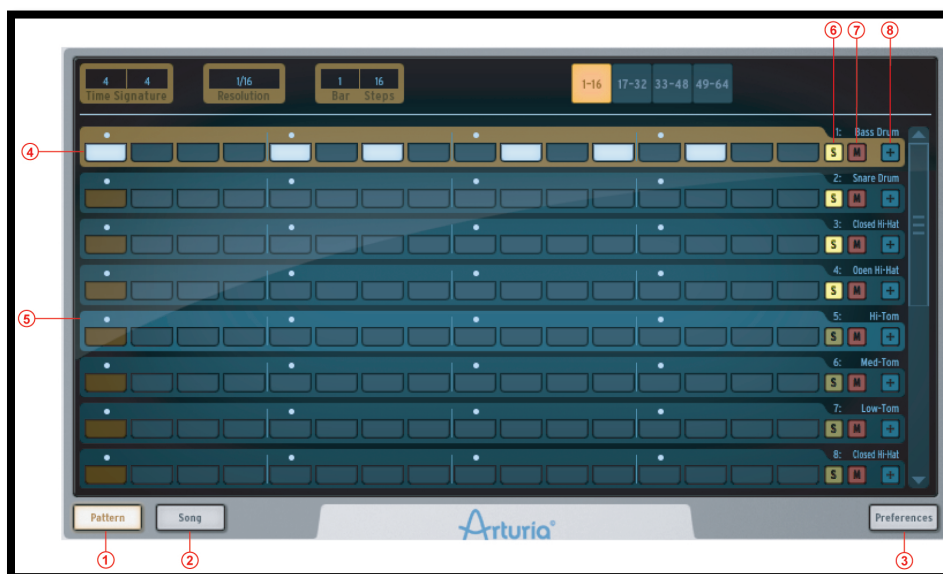 6 7 8
4 4 1/16 1 16
Time Signature Resolution Bar Steps
1-16 17-32 33-48 49-64
1: Bass Drum
4 S M +
2: Snare Drum
S M +
3: Closed Hi-Hat
S M +
4: Open Hi-Hat
S M +
5 5: Hi-Tom
S M +
6: Med-Tom
S M +
7: Low-Tom
S M +
8: Closed Hi-Hat
S M +
Pattern Song Arturia® Preferences
1 2 3